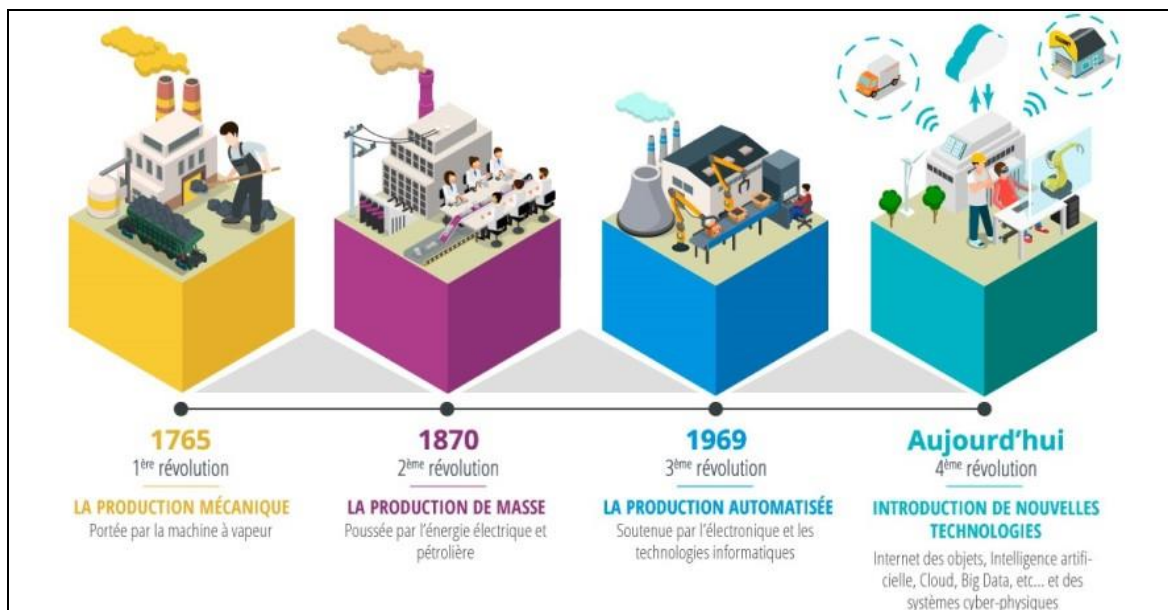 1765
1ère révolution
LA PRODUCTION MÉCANIQUE
Portée par la machine à vapeur
1870
2ème révolution
LA PRODUCTION DE MASSE
Poussée par l'énergie électrique et
pétrolière
1969
3ème révolution
LA PRODUCTION AUTOMATISÉE
Soutenue par l'électronique et les
technologies informatiques
Aujourd'hui
4ème révolution
INTRODUCTION DE NOUVELLES
TECHNOLOGIES
Internet des objets, Intelligence artifi-
cielle, Cloud, Big Data, etc... et des
systèmes cyber-physiques